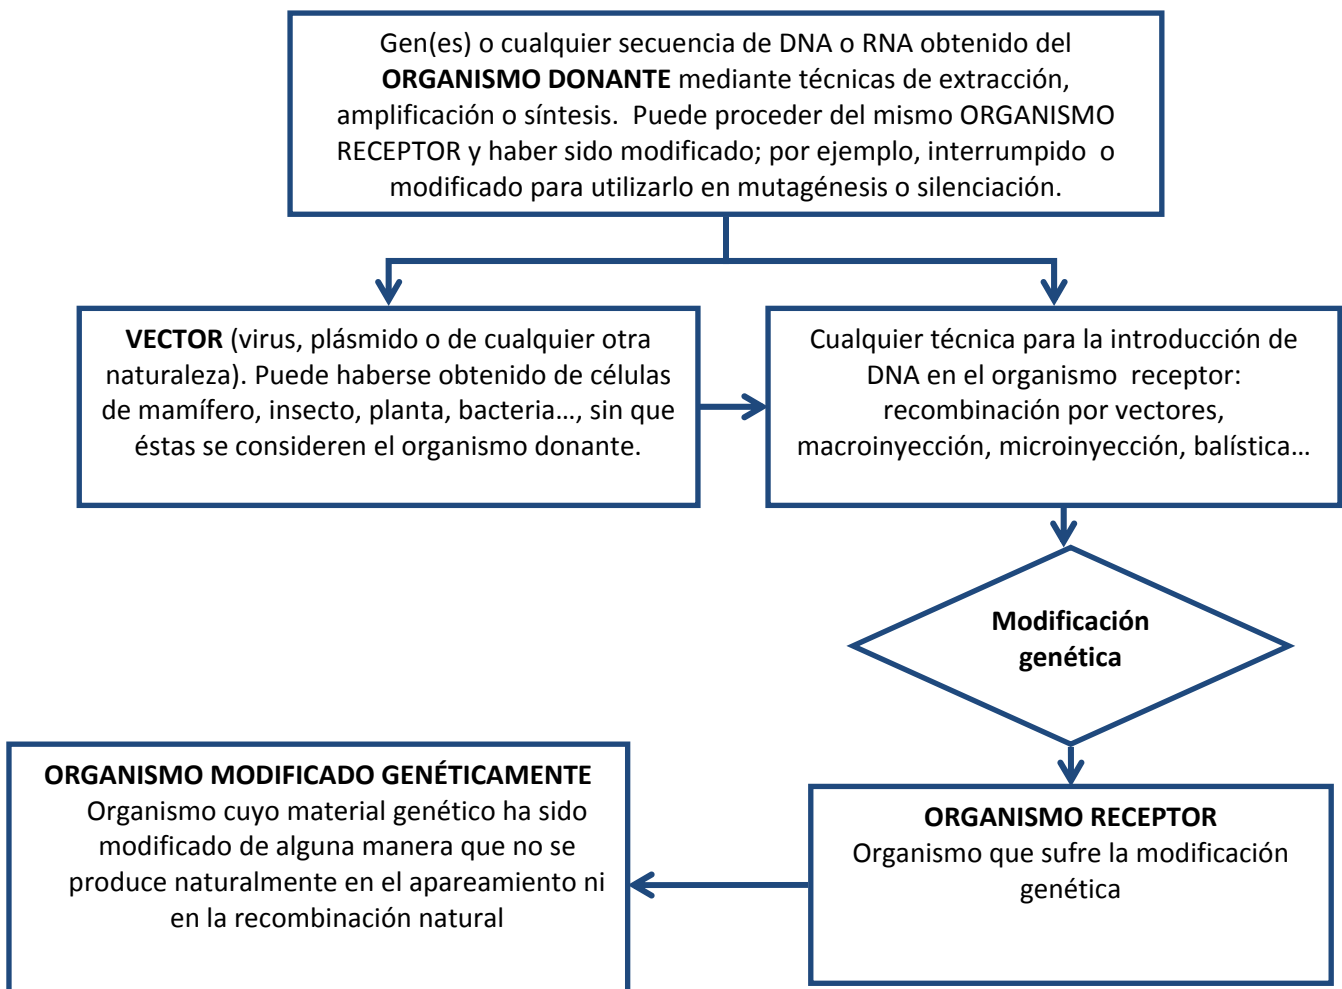 Gen(es) o cualquier secuencia de DNA o RNA obtenido del
ORGANISMO DONANTE mediante técnicas de extracción,
amplificación o síntesis. Puede proceder del mismo ORGANISMO
RECEPTOR y haber sido modificado; por ejemplo, interrumpido o
modificado para utilizarlo en mutagénesis o silenciación.
VECTOR (virus, plásmido o de cualquier otra
naturaleza). Puede haberse obtenido de células
de mamífero, insecto, planta, bacteria…, sin que
éstas se consideren el organismo donante.
Cualquier técnica para la introducción de
DNA en el organismo receptor:
recombinación por vectores,
macroinyección, microinyección, balística…
Modificación
genética
ORGANISMO RECEPTOR
Organismo que sufre la modificación
genética
ORGANISMO MODIFICADO GENÉTICAMENTE
Organismo cuyo material genético ha sido
modificado de alguna manera que no se
produce naturalmente en el apareamiento ni
en la recombinación natural